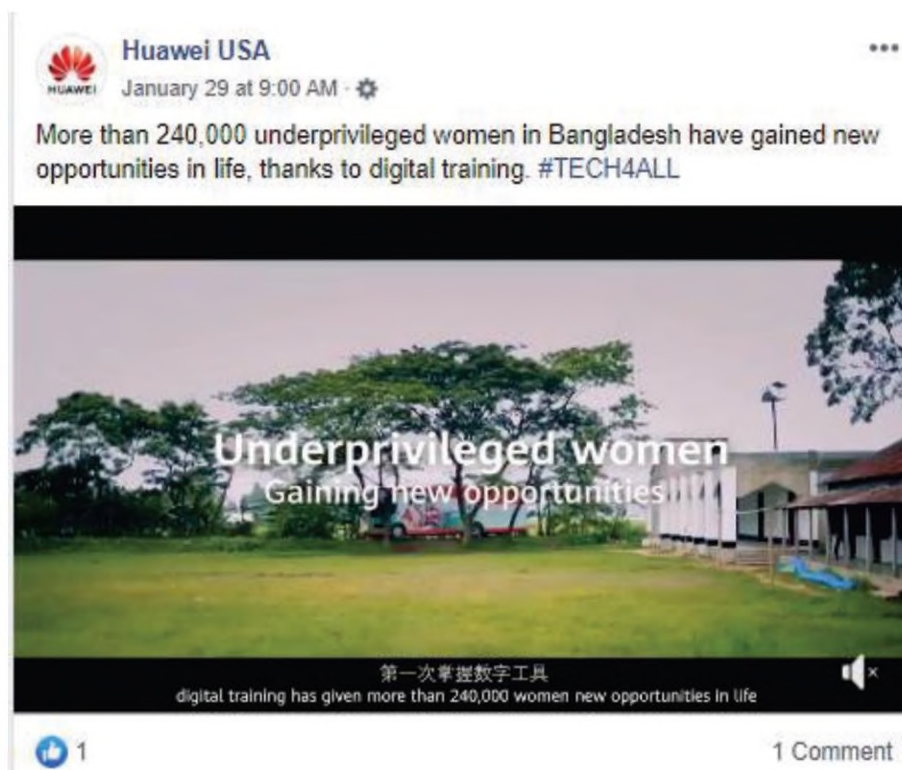 Huawei USA
HUAWEI
January 29 at 9:00 AM ·
More than 240,000 underprivileged women in Bangladesh have gained new
opportunities in life, thanks to digital training. #TECH4ALL
Underprivileged women
Gaining new opportunities
第一次掌握数字工具
digital training has given more than 240,000 women new opportunities in life
1
1 Comment